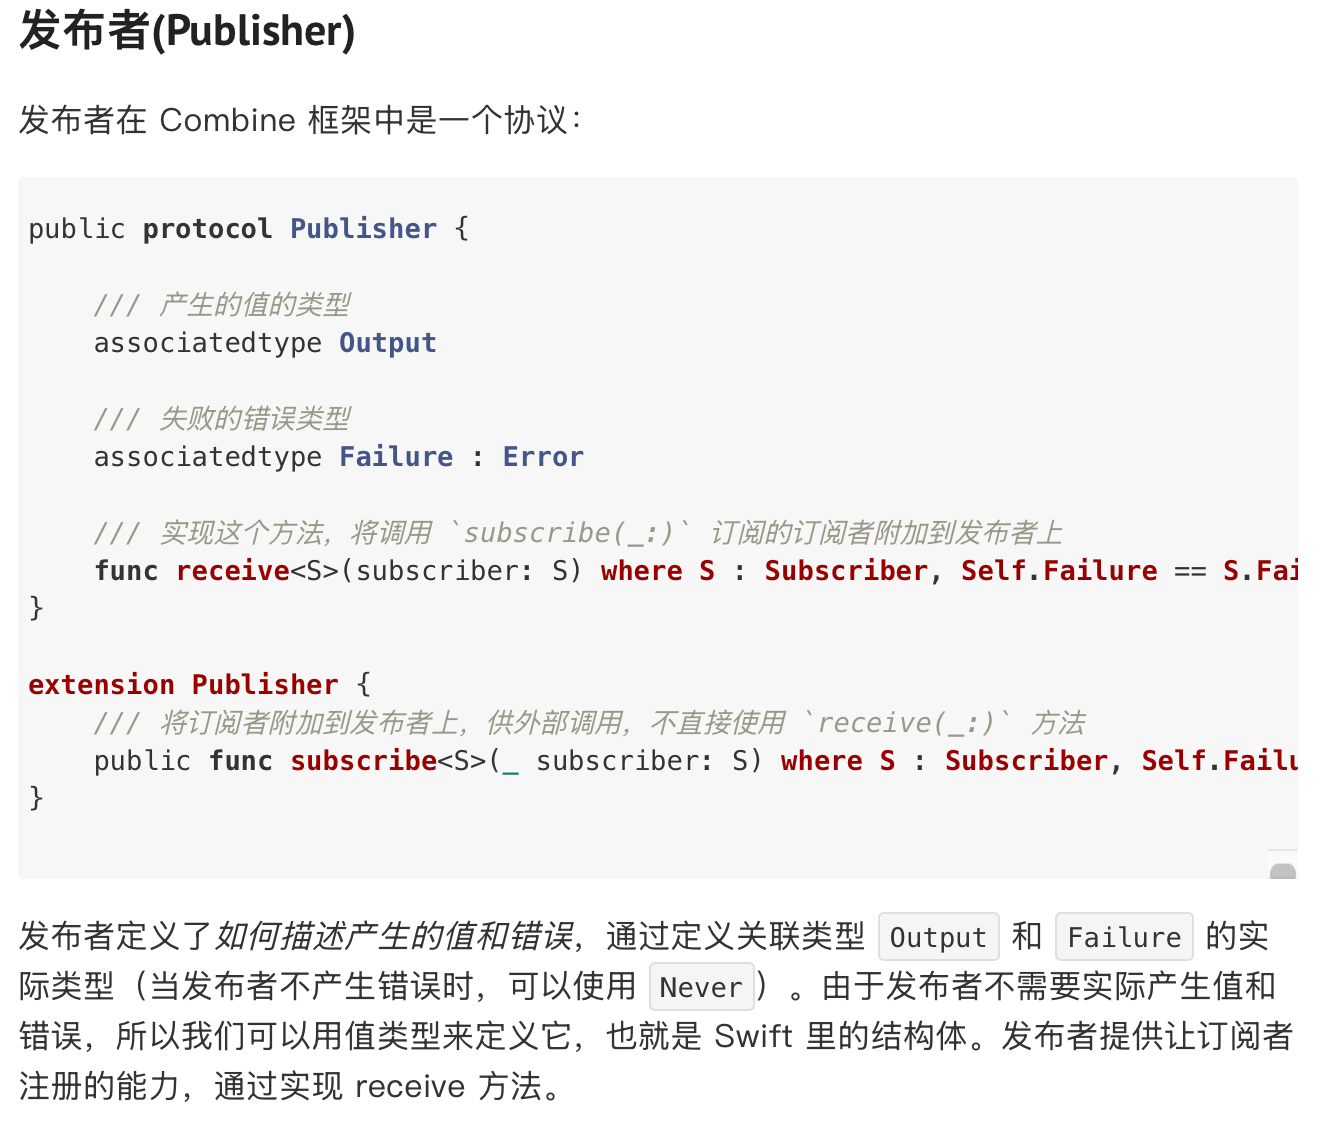 发布者(Publisher)
发布者在 Combine 框架中是一个协议：
public protocol Publisher {
/// 产生的值的类型
associatedtype Output
/// 失败的错误类型
associatedtype Failure : Error
/// 实现这个方法，将调用 `subscribe(_:)` 订阅的订阅者附加到发布者上
func receive<S>(subscriber: S) where S : Subscriber, Self.Failure == S.Fai
}
extension Publisher {
/// 将订阅者附加到发布者上，供外部调用，不直接使用 `receive(_:)` 方法
public func subscribe<S>(_ subscriber: S) where S : Subscriber, Self.Failu
}
发布者定义了如何描述产生的值和错误，通过定义关联类型 Output 和 Failure 的实
际类型（当发布者不产生错误时，可以使用 Never）。由于发布者不需要实际产生值和
错误，所以我们可以用值类型来定义它，也就是 Swift 里的结构体。发布者提供让订阅者
注册的能力，通过实现 receive 方法。